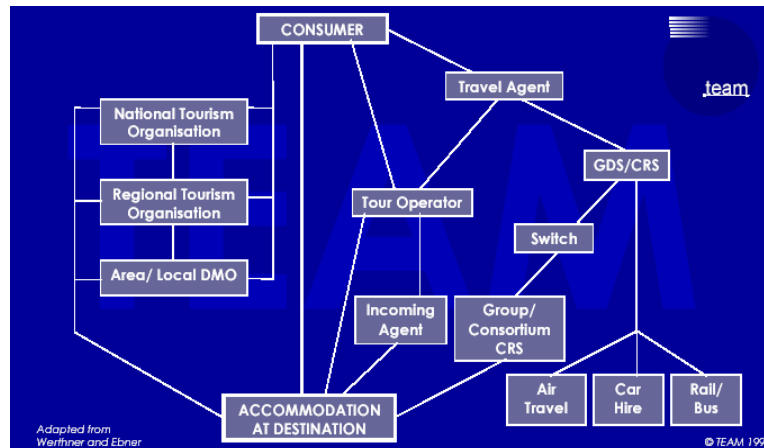 CONSUMER
Travel Agent
team
National Tourism
Organisation
GDS/CRS
Regional Tourism
Organisation
Tour Operator
Switch
Area/ Local DMO
Incoming
Agent
Group/
Consortium
CRS
Air
Travel
Car
Hire
Rail/
Bus
ACCOMMODATION
AT DESTINATION
Adapted from
Werthner and Ebner
© TEAM 199
TEAM